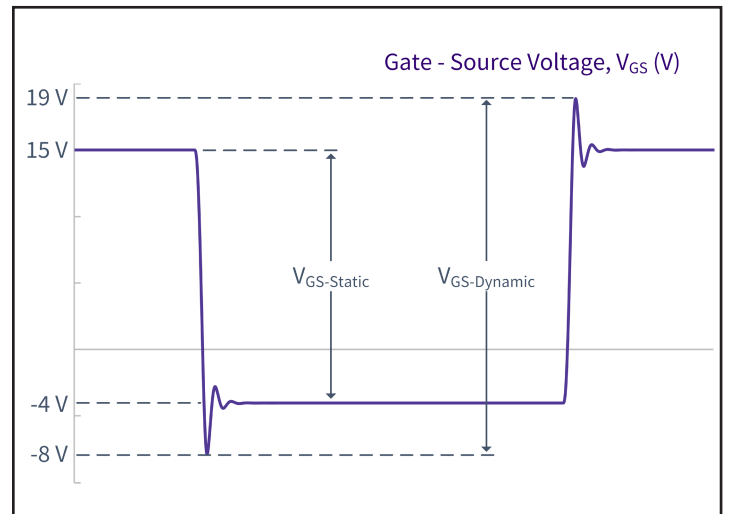 Gate - Source Voltage, VGS (V)
19 V
15 V
VGS-Static
VGS-Dynamic
-4 V
-8 V